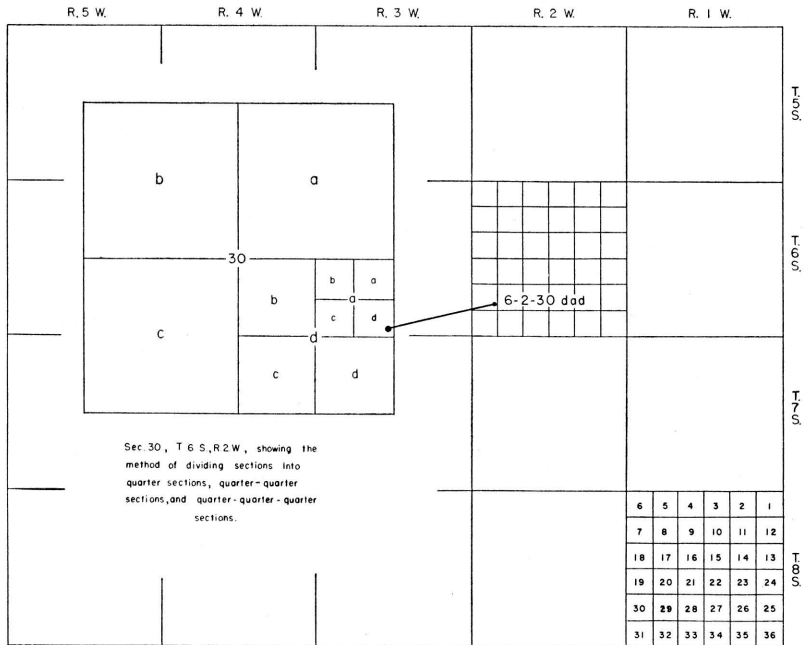 R. 5 W. R. 4 W. R. 3 W. R. 2 W. R. 1 W.
T. 5 S.
b a
T. 6 S.
30
b a
b a
6-2-30 dad
c d
c d
c d
T. 7 S.
Sec. 30, T 6 S, R 2 W, showing the
method of dividing sections into
quarter sections, quarter-quarter
sections, and quarter-quarter-quarter
sections.
6 5 4 3 2 1
7 8 9 10 11 12
18 17 16 15 14 13
T. 8 S.
19 20 21 22 23 24
30 29 28 27 26 25
31 32 33 34 35 36